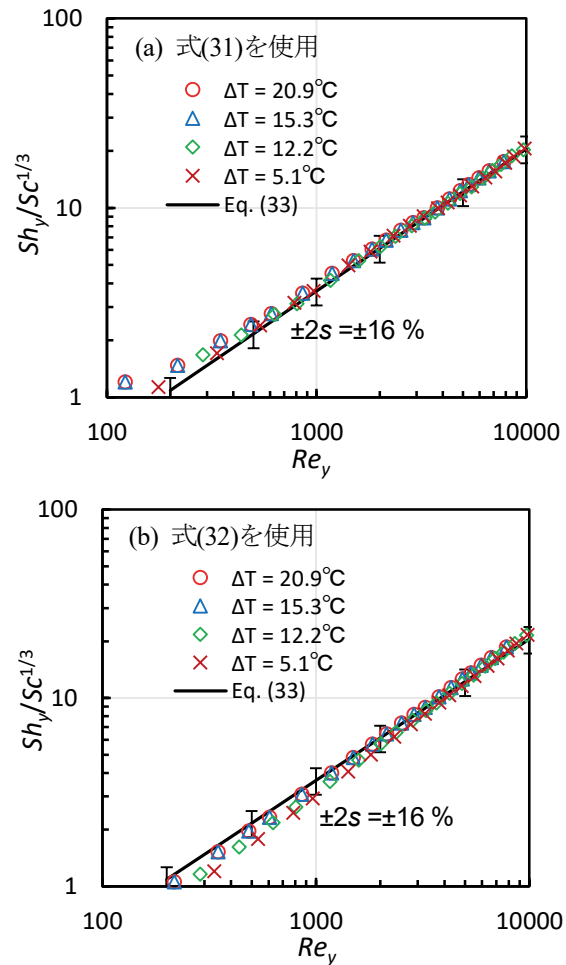 100
(a) 式(31)を使用
ΔT = 20.9℃
ΔT = 15.3℃
ΔT = 12.2℃
ΔT = 5.1℃
Eq. (33)
Sh_y/Sc^1/3
10
±2s =±16 %
1
100
1000
10000
Re_y
100
(b) 式(32)を使用
ΔT = 20.9℃
ΔT = 15.3℃
ΔT = 12.2℃
ΔT = 5.1℃
Eq. (33)
Sh_y/Sc^1/3
10
±2s =±16 %
1
100
1000
10000
Re_y